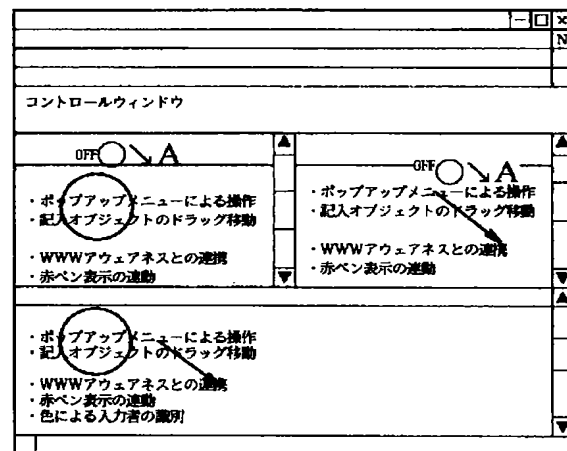 N
コントロールウィンドウ
OFF A
・ポップアップメニューによる操作
・記入オブジェクトのドラッグ移動
・WWWアウェアネスとの連携
・赤ペン表示の連動
OFF A
・ポップアップメニューによる操作
・記入オブジェクトのドラッグ移動
・WWWアウェアネスとの連携
・赤ペン表示の連動
・ポップアップメニューによる操作
・記入オブジェクトのドラッグ移動
・WWWアウェアネスとの連携
・赤ペン表示の連動
・色による入力者の識別